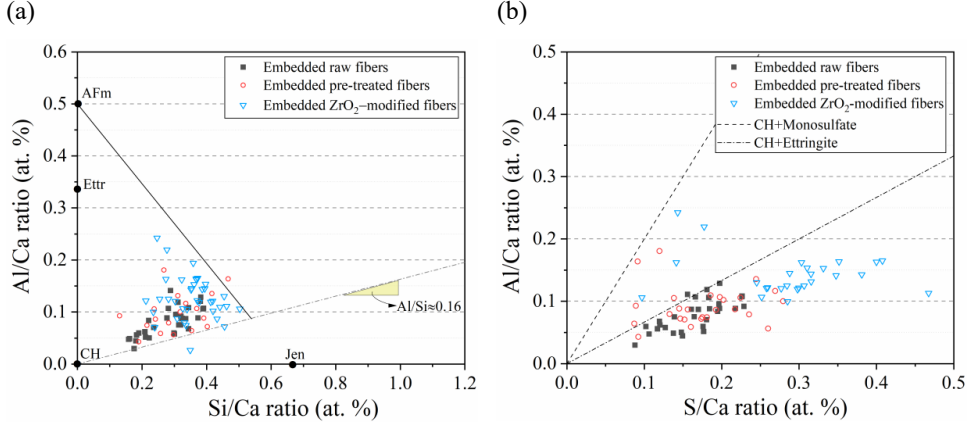 (a)
Al/Ca ratio (at. %)
0.6
0.5
0.4
0.3
0.2
0.1
0.0
0.0
0.2
0.4
0.6
0.8
1.0
1.2
Si/Ca ratio (at. %)
Embedded raw fibers
Embedded pre-treated fibers
Embedded ZrO2−modified fibers
AFm
Ettr
CH
Jen
Al/Si≈0.16
(b)
Al/Ca ratio (at. %)
0.5
0.4
0.3
0.2
0.1
0.0
0.0
0.1
0.2
0.3
0.4
0.5
S/Ca ratio (at. %)
Embedded raw fibers
Embedded pre-treated fibers
Embedded ZrO2-modified fibers
CH+Monosulfate
CH+Ettringite